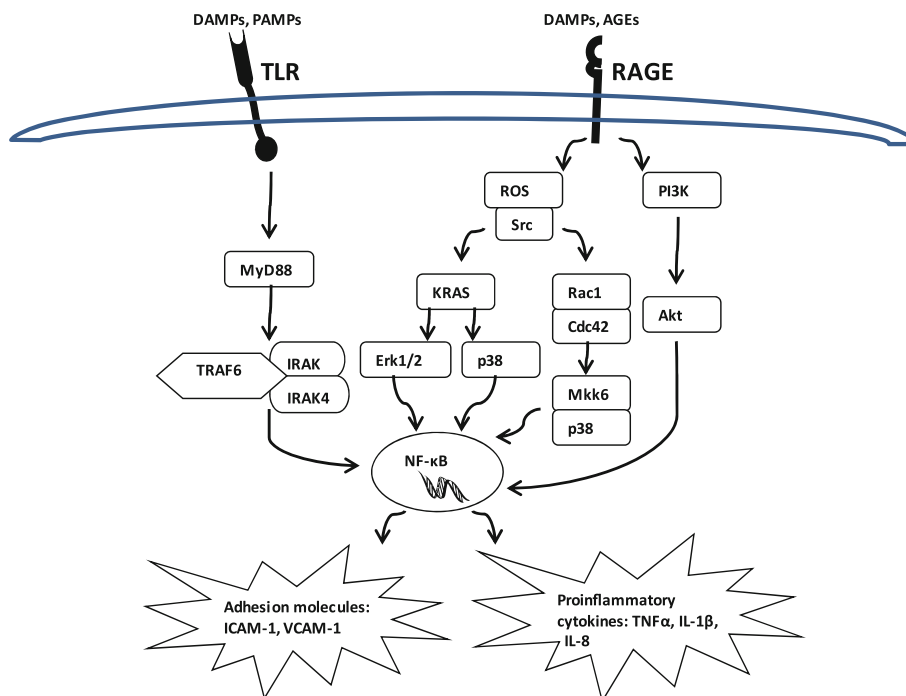 DAMPs, PAMPs
DAMPs, AGEs
TLR
RAGE
ROS
Src
PI3K
MyD88
KRAS
Rac1
Cdc42
Akt
TRAF6
IRAK
IRAK4
Erk1/2
p38
Mkk6
p38
NF-κB
Adhesion molecules:
ICAM-1, VCAM-1
Proinflammatory
cytokines: TNFα, IL-1β,
IL-8